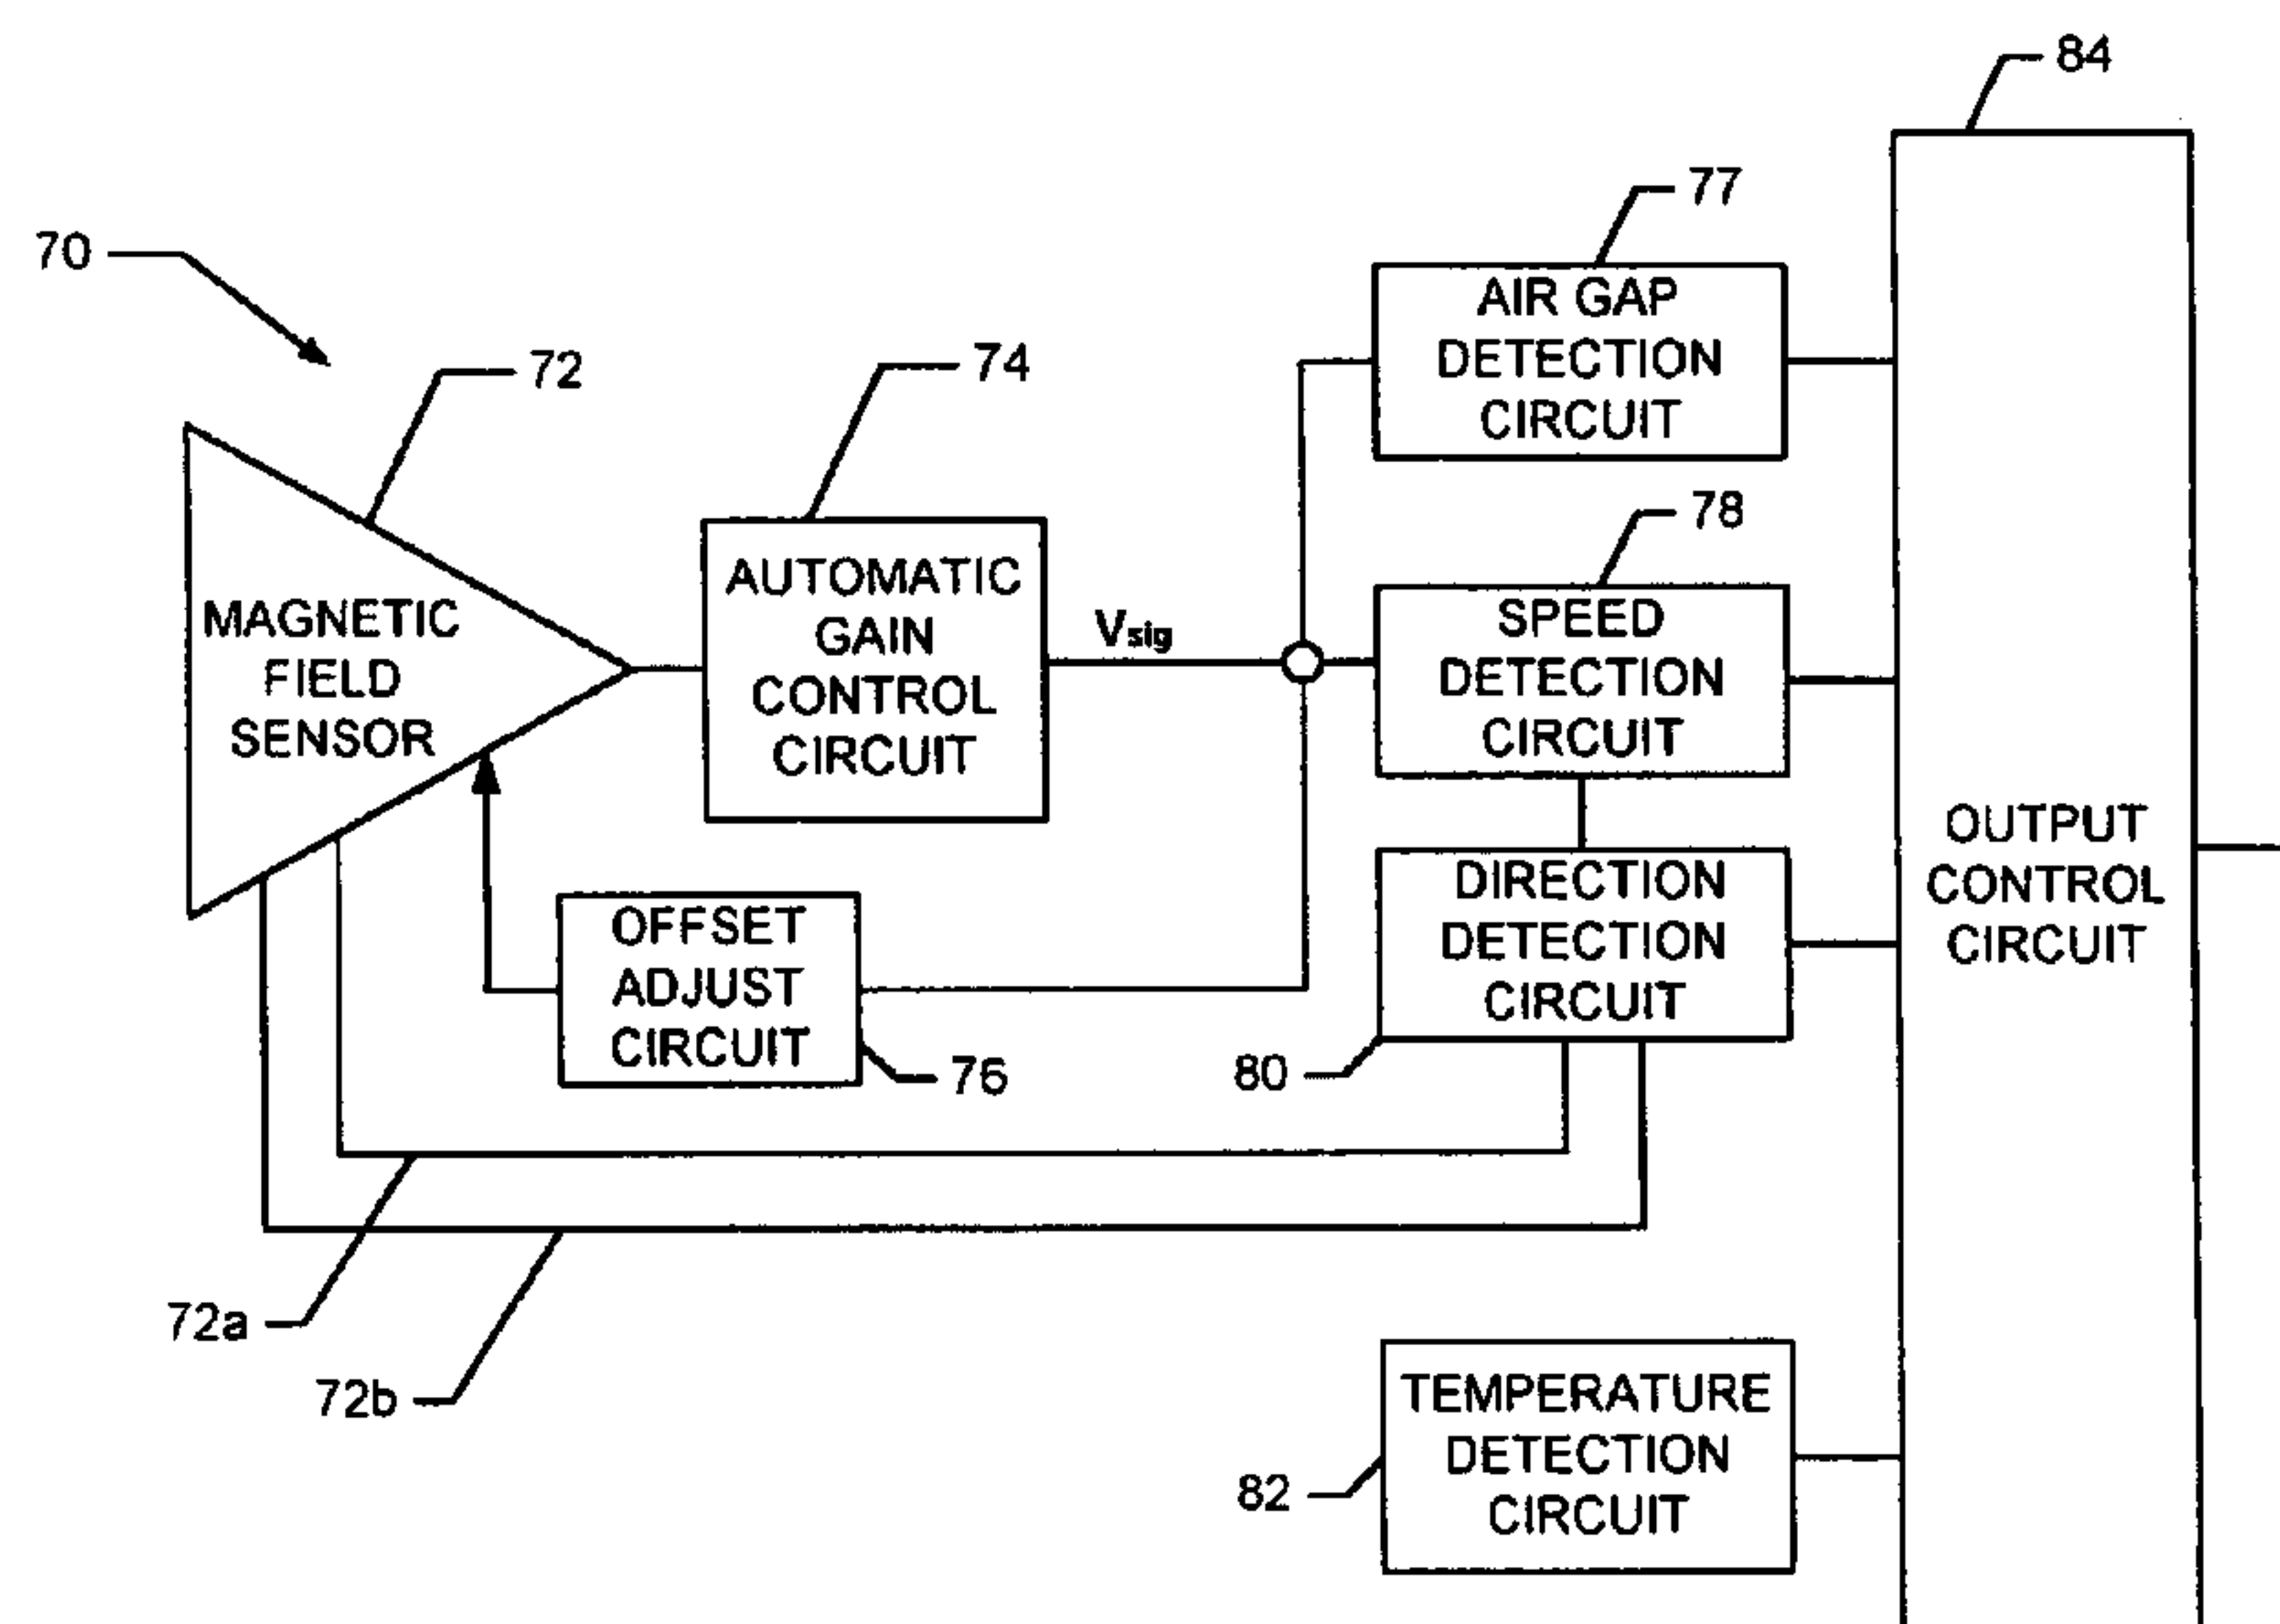 84
77
70
72
74
AIR GAP
DETECTION
CIRCUIT
78
MAGNETIC
FIELD
SENSOR
AUTOMATIC
GAIN
CONTROL
CIRCUIT
Vsig
SPEED
DETECTION
CIRCUIT
OUTPUT
CONTROL
CIRCUIT
OFFSET
ADJUST
CIRCUIT
76
DIRECTION
DETECTION
CIRCUIT
80
72a
72b
TEMPERATURE
DETECTION
CIRCUIT
82